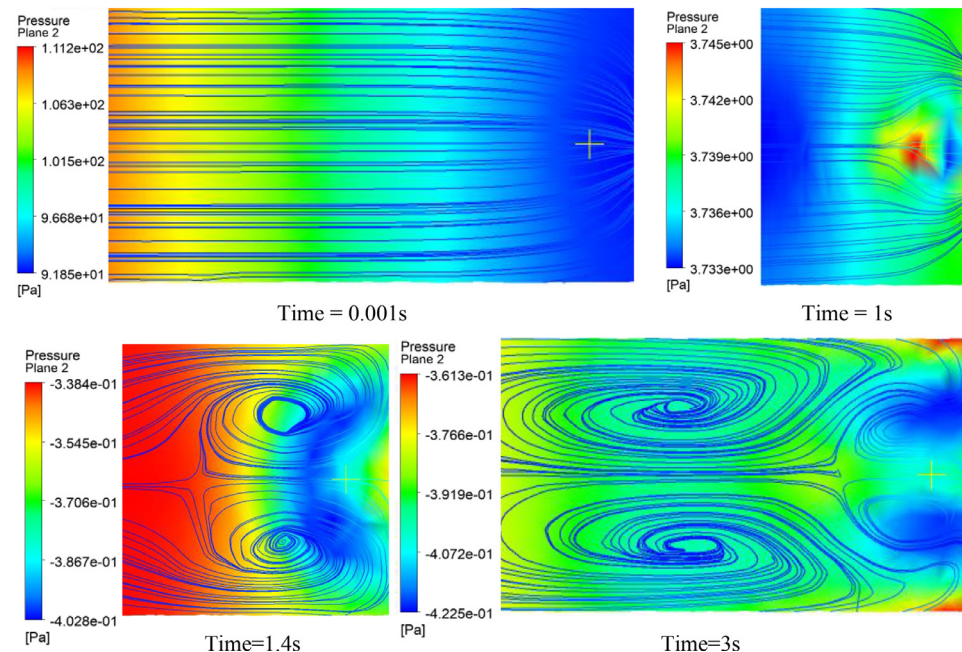 Pressure
Plane 2
1.112e+02
1.063e+02
1.015e+02
9.668e+01
9.185e+01
[Pa]
Time = 0.001s
Pressure
Plane 2
3.745e+00
3.742e+00
3.739e+00
3.736e+00
3.733e+00
[Pa]
Time = 1s
Pressure
Plane 2
-3.384e-01
-3.545e-01
-3.706e-01
-3.867e-01
-4.028e-01
[Pa]
Time=1.4s
Pressure
Plane 2
-3.613e-01
-3.766e-01
-3.919e-01
-4.072e-01
-4.225e-01
[Pa]
Time=3s